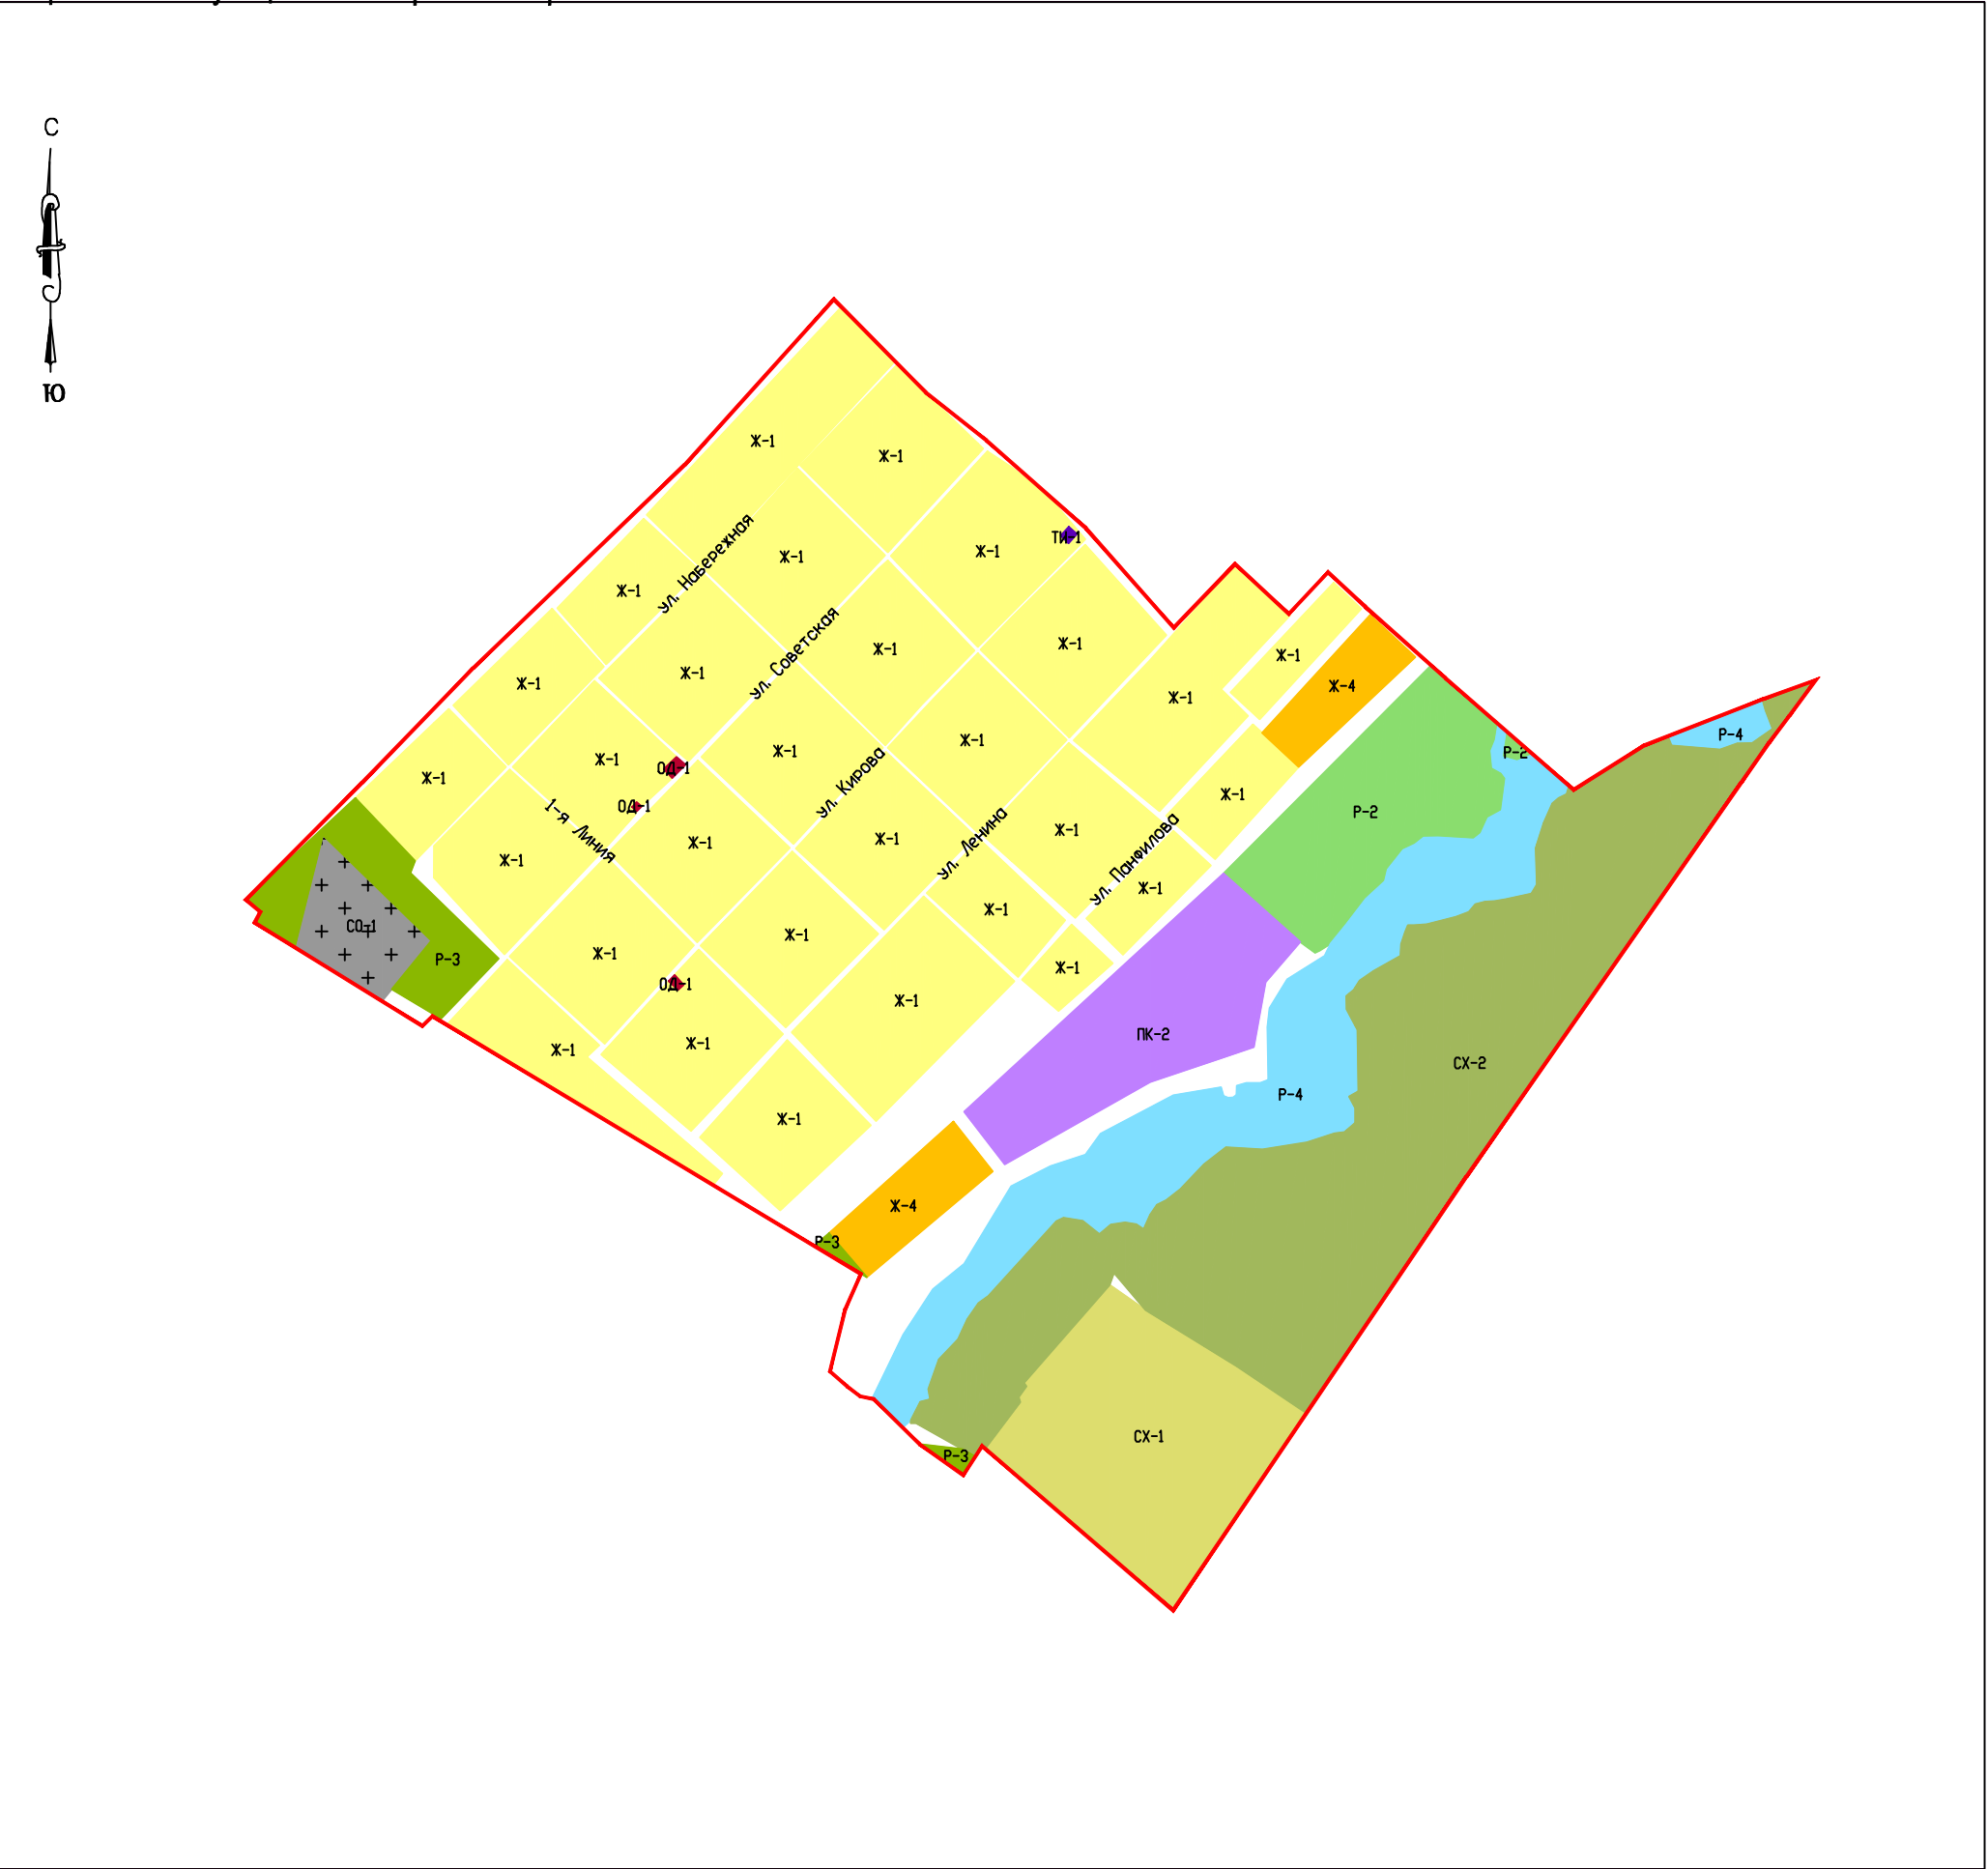 С
Ю
Ж-1
Ж-1
Ж-1
ТИ-1
Ж-1
Ж-1
ул. Набережная
Ж-1
Ж-1
Ж-1
ул. Советская
Ж-1
Ж-4
Ж-1
Ж-1
Ж-1
Р-4
Ж-1
Р-2
Ж-1
Ж-1
ОД-1
Ж-1
ул. Кирова
Ж-1
ОД-1
Р-2
1-я Линия
Ж-1
Ж-1
Ж-1
ул. Ленина
Ж-1
ул. Панфилова
Ж-1
Ж-1
СО-1
Ж-1
Р-3
Ж-1
Ж-1
ОД-1
Ж-1
ПК-2
Ж-1
Ж-1
СХ-2
Р-4
Ж-1
Ж-4
Р-3
СХ-1
Р-3